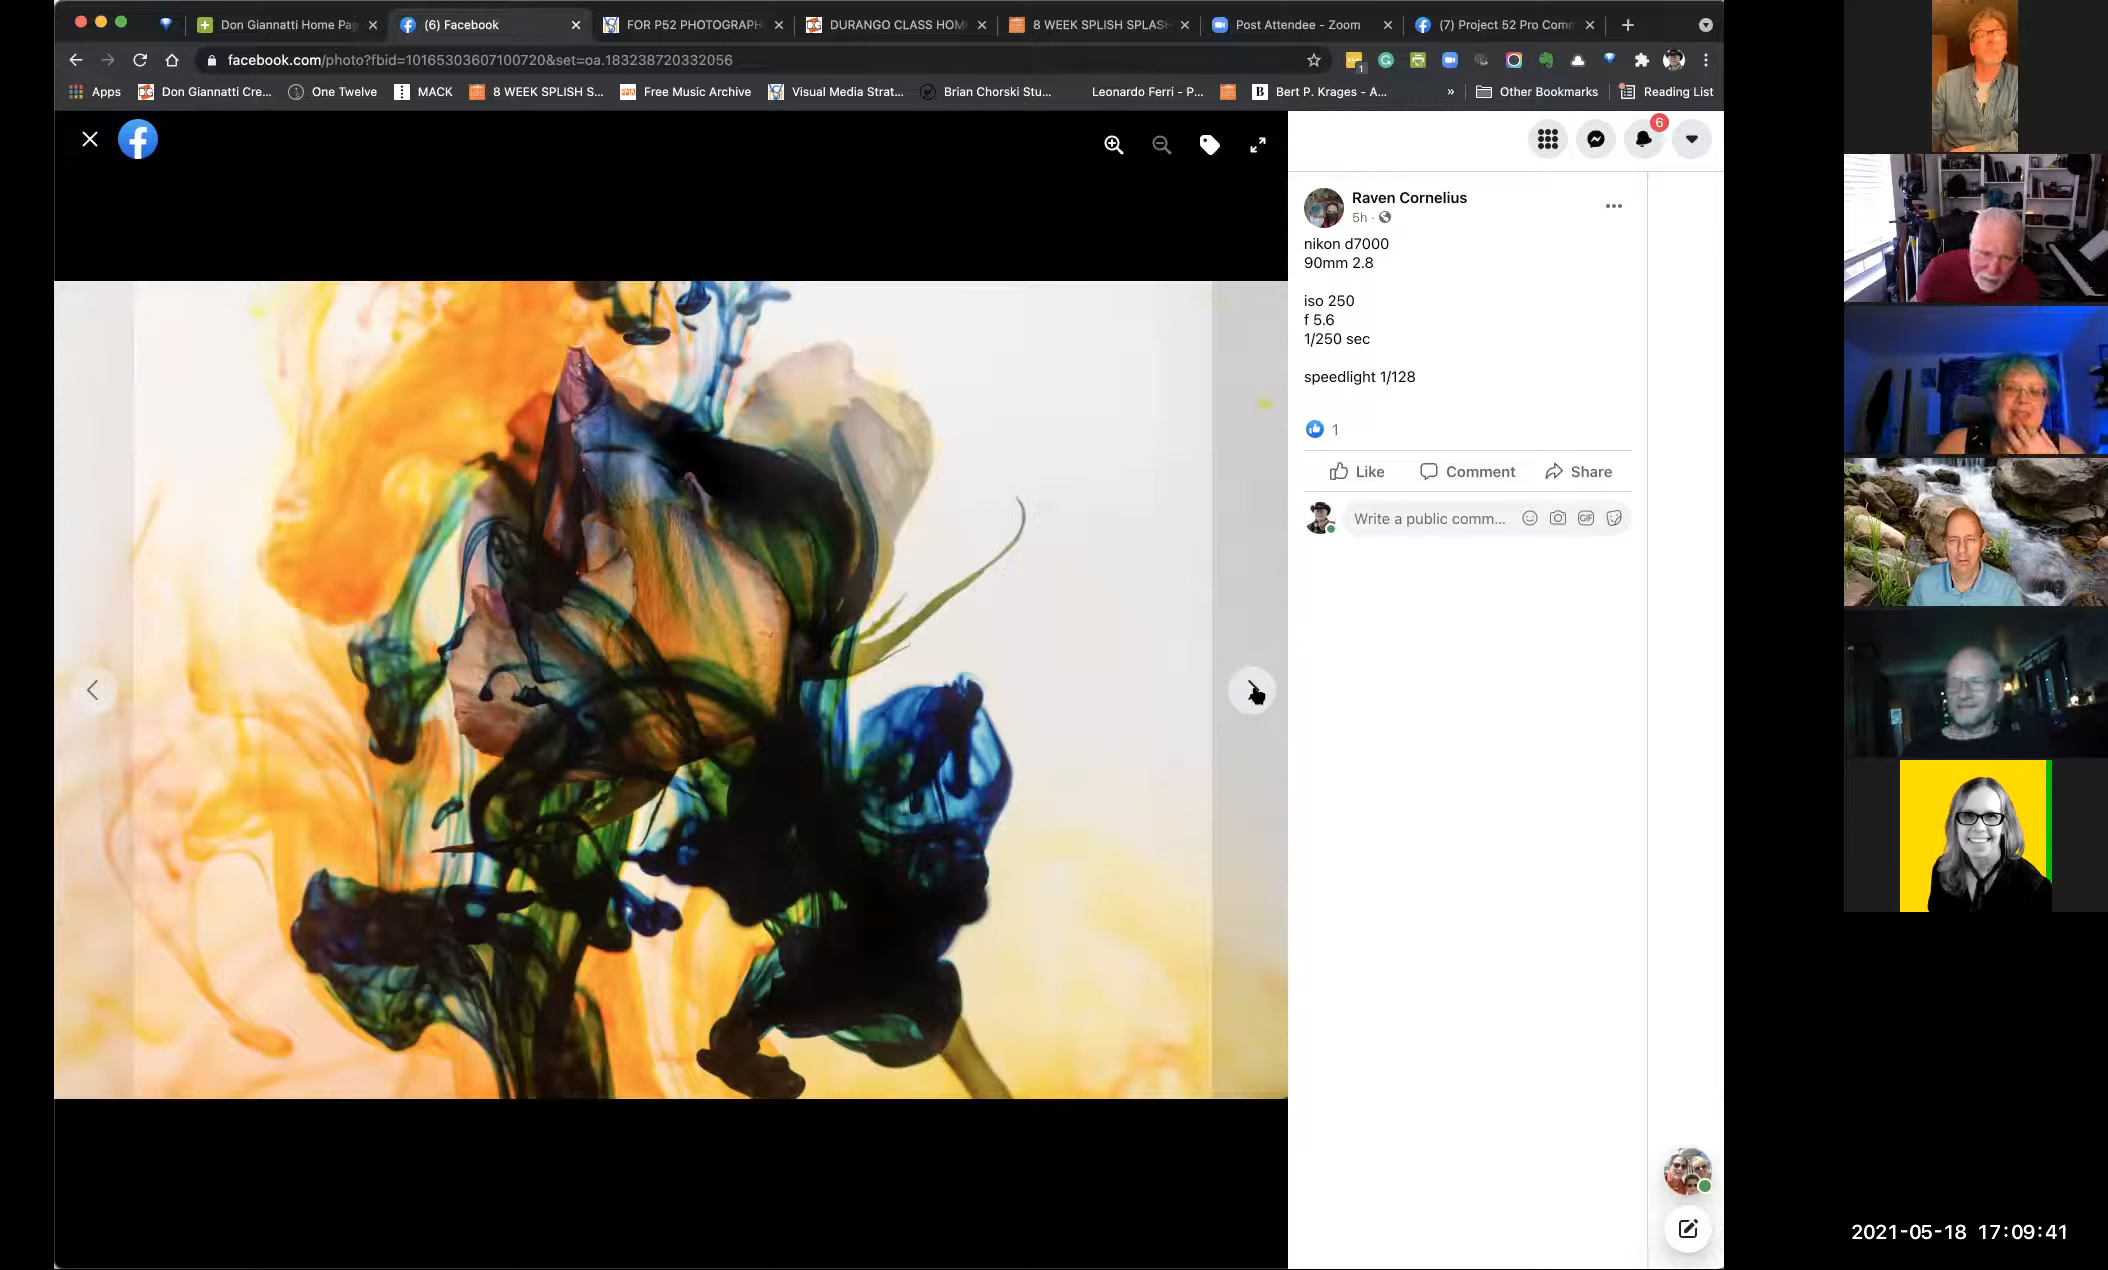 Don Giannatti Home Pa
(6) Facebook
FOR P52 PHOTOGRAPH
DURANGO CLASS HOM
8 WEEK SPLISH SPLASH
Post Attendee - Zoom
(7) Project 52 Pro Com
facebook.com/photo?fbid=10165303607100720&set=oa.183238720332056
1
Apps
Don Giannatti Cre...
One Twelve
MACK
8 WEEK SPLISH S...
Free Music Archive
Visual Media Strat...
Brian Chorski Stu...
Leonardo Ferri - P...
B
Bert P. Krages - A...
»
Other Bookmarks
Reading List
6
Raven Cornelius
5h ·
nikon d7000
90mm 2.8
iso 250
f 5.6
1/250 sec
speedlight 1/128
1
Like
Comment
Share
Write a public comm...
GIF
2021-05-18 17:09:41